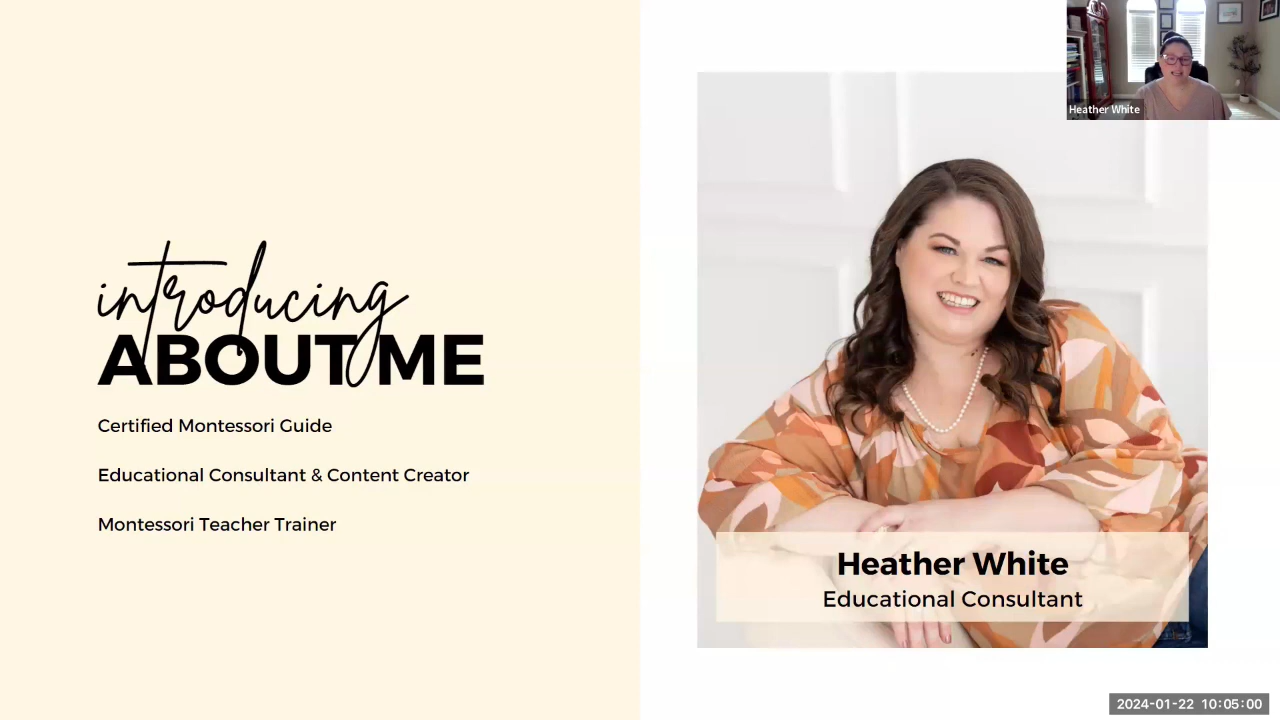 introducing
ABOUT ME
Certified Montessori Guide
Educational Consultant & Content Creator
Montessori Teacher Trainer
Heather White
Heather White
Educational Consultant
2024-01-22 10:05:00